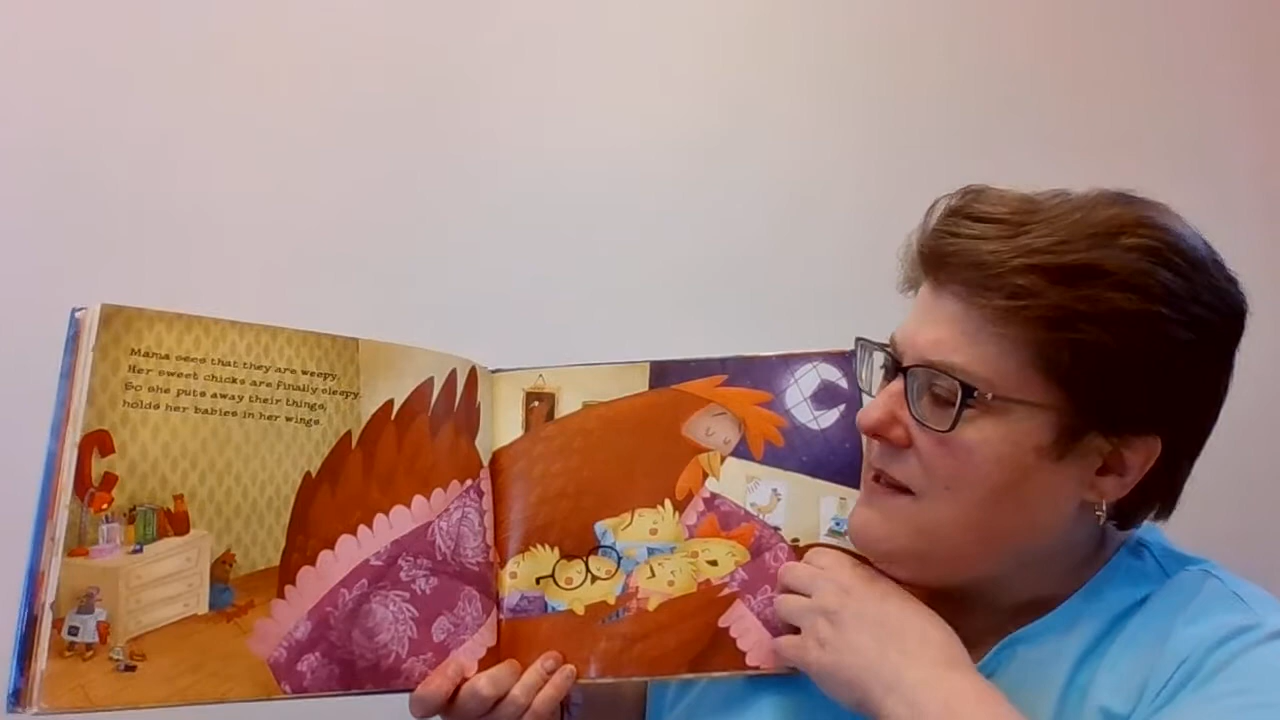 Mama sees that they are weepy.
Her sweet chicks are finally sleepy.
So she puts away their things,
holds her babies in her wings.